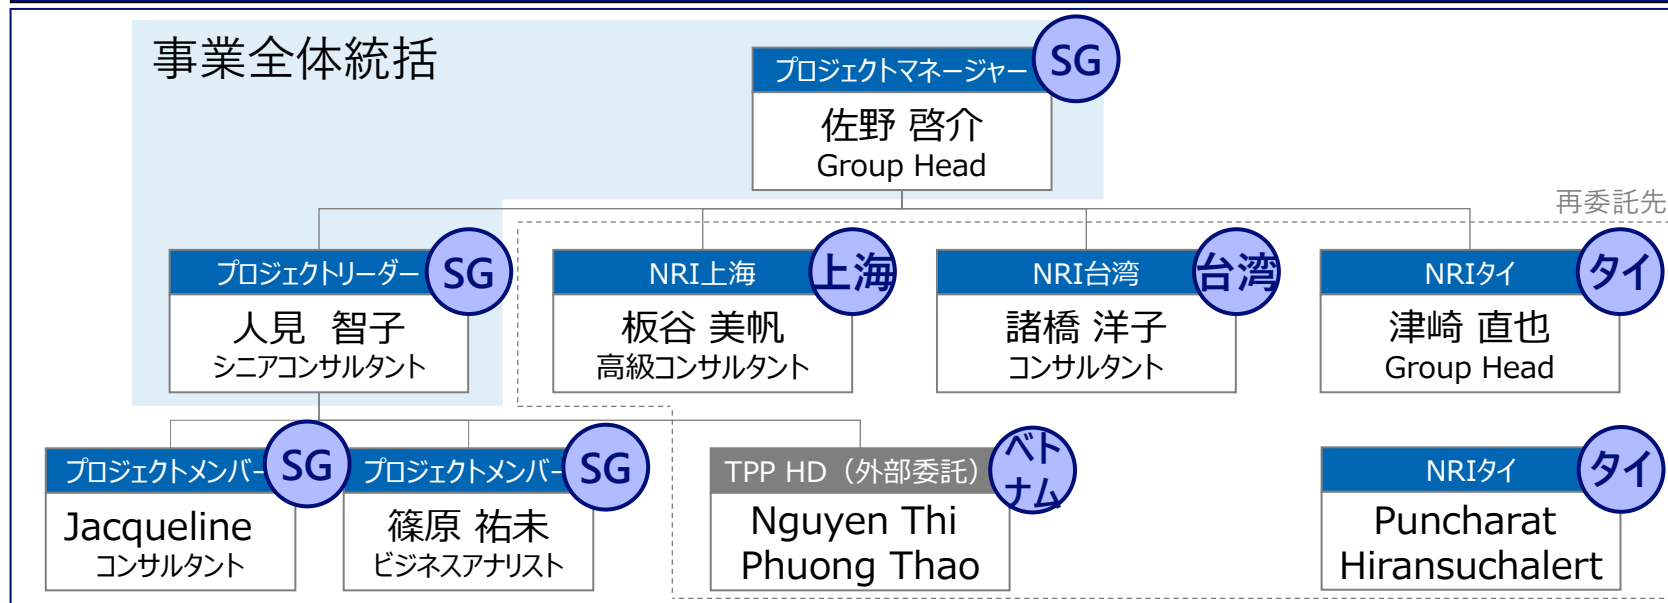 事業全体統括
プロジェクトマネージャー
SG
佐野 啓介
Group Head
再委託先
プロジェクトリーダー
SG
人見 智子
シニアコンサルタント
NRI上海
上海
板谷 美帆
高級コンサルタント
NRI台湾
台湾
諸橋 洋子
コンサルタント
NRIタイ
タイ
津崎 直也
Group Head
プロジェクトメンバー
SG
Jacqueline
コンサルタント
プロジェクトメンバー
SG
篠原 祐未
ビジネスアナリスト
TPP HD（外部委託）
ベト
ナム
Nguyen Thi
Phuong Thao
NRIタイ
タイ
Puncharat
Hiransuchalert